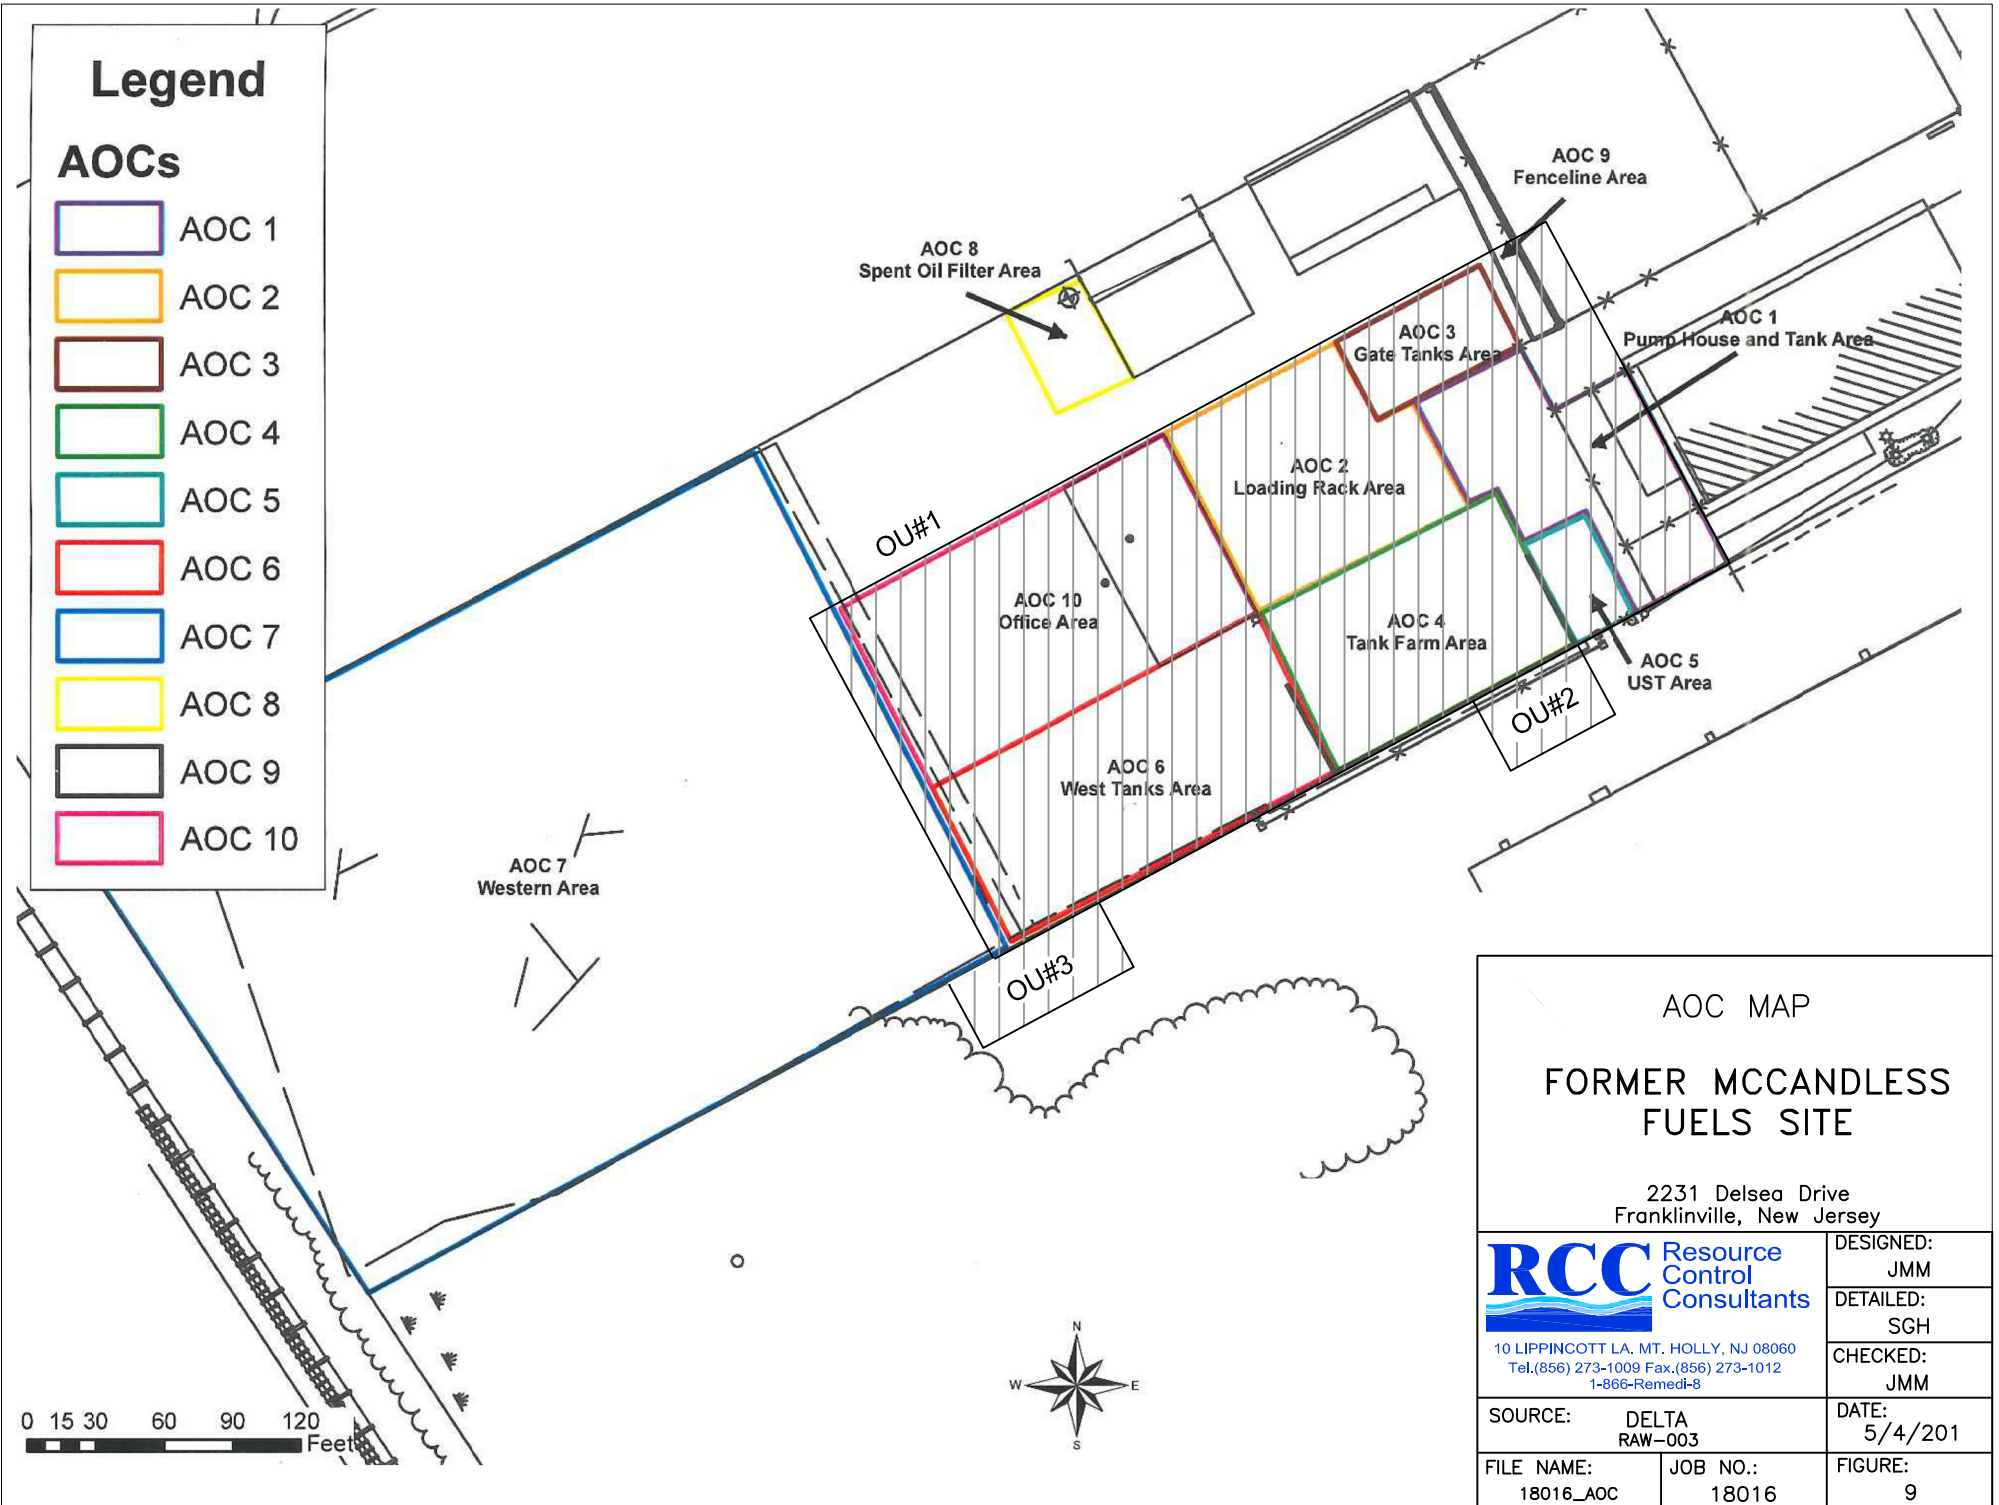 Legend
AOCs
AOC 1
AOC 2
AOC 3
AOC 4
AOC 5
AOC 6
AOC 7
AOC 8
AOC 9
AOC 10
AOC 8
Spent Oil Filter Area
AOC 9
Fenceline Area
AOC 3
Gate Tanks Area
AOC 1
Pump House and Tank Area
AOC 2
Loading Rack Area
OU#1
AOC 10
Office Area
AOC 4
Tank Farm Area
AOC 5
UST Area
OU#2
AOC 6
West Tanks Area
AOC 7
Western Area
OU#3
N
W
E
S
0 15 30 60 90 120
Feet
AOC MAP
FORMER MCCANDLESS
FUELS SITE
2231 Delsea Drive
Franklinville, New Jersey
RCC Resource
Control
Consultants
10 LIPPINCOTT LA. MT. HOLLY, NJ 08060
Tel.(856) 273-1009 Fax.(856) 273-1012
1-866-Remedi-8
DESIGNED:
JMM
DETAILED:
SGH
CHECKED:
JMM
SOURCE: DELTA
RAW-003
DATE:
5/4/201
FILE NAME:
18016_AOC
JOB NO.:
18016
FIGURE:
9